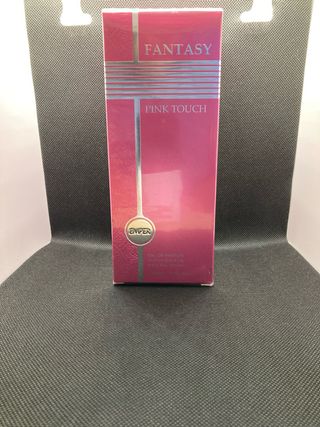 FANTASY
PINK TOUCH
EMPER
EAU DE PARFUM